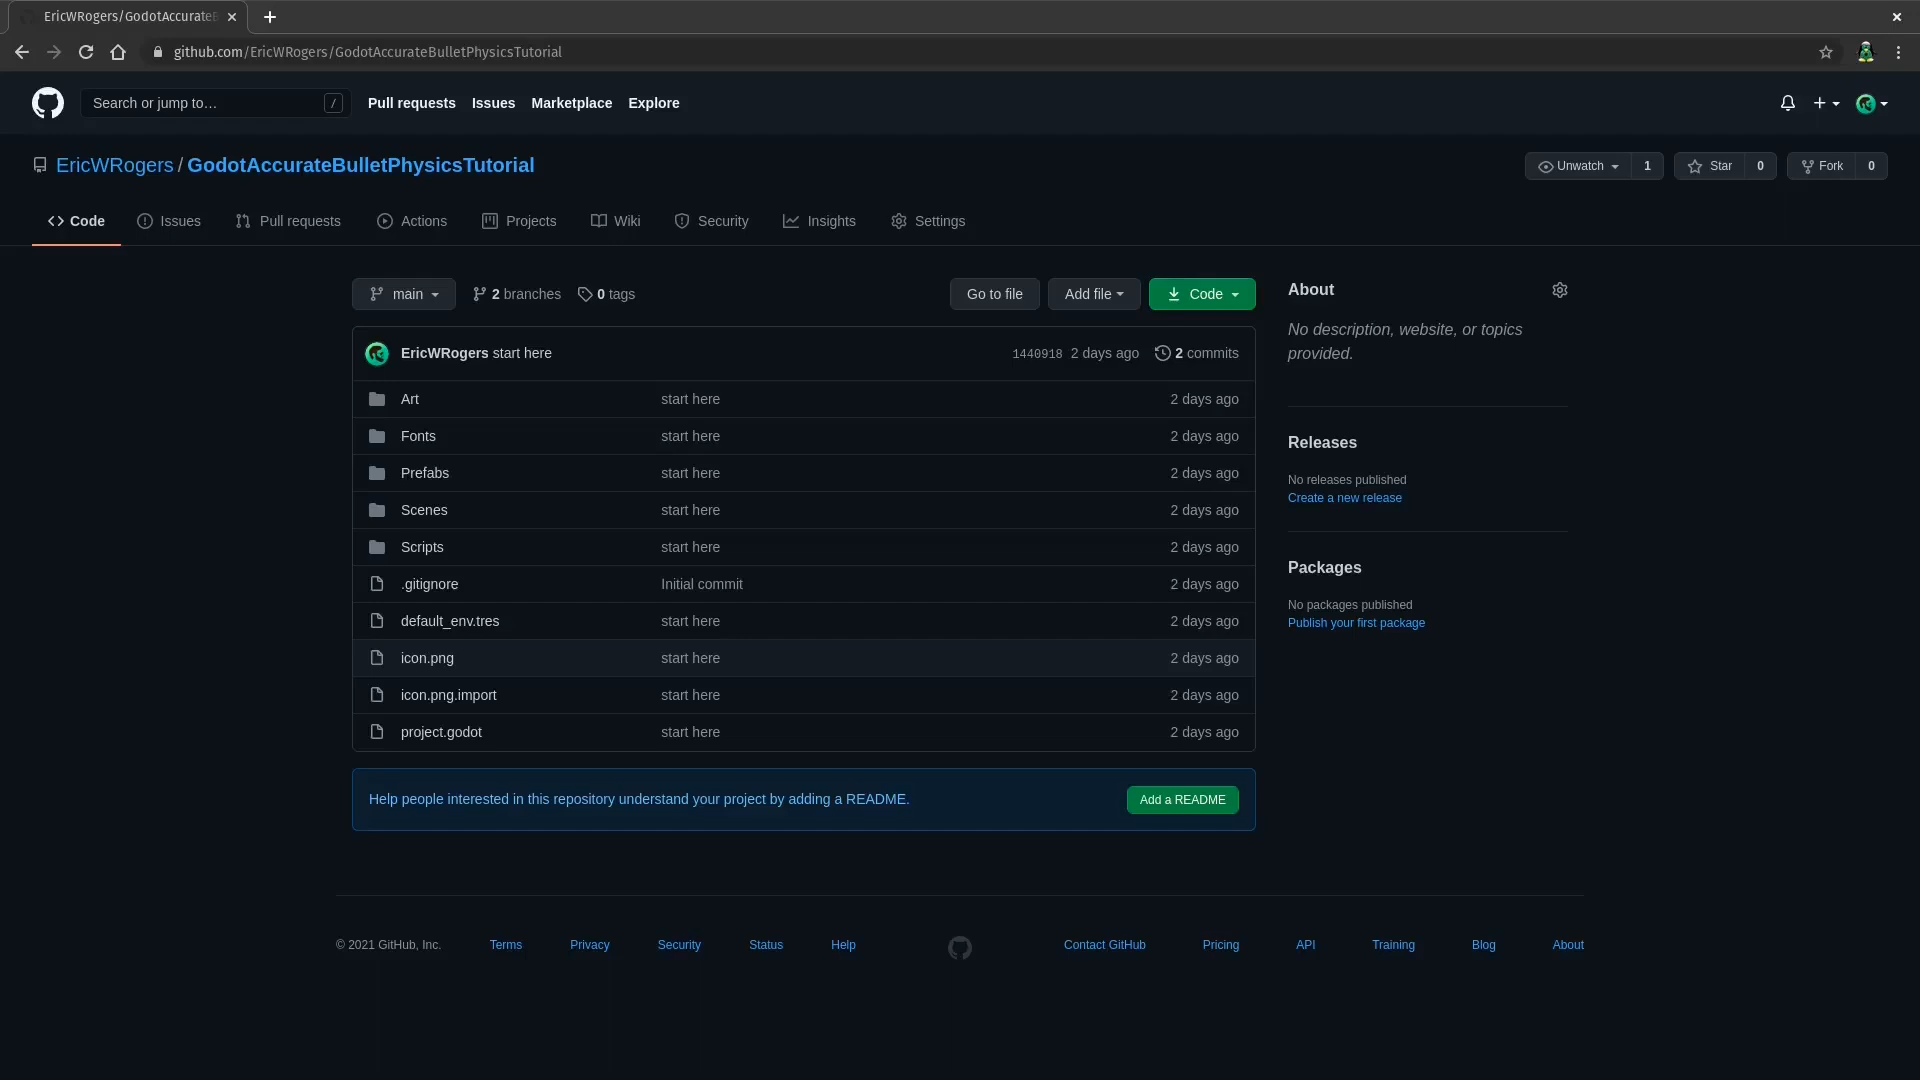 EricWRogers/GodotAccurateB
github.com/EricWRogers/GodotAccurateBulletPhysicsTutorial
Search or jump to… /
Pull requests Issues Marketplace Explore
EricWRogers / GodotAccurateBulletPhysicsTutorial
Unwatch 1 Star 0 Fork 0
Code Issues Pull requests Actions Projects Wiki Security Insights Settings
main 2 branches 0 tags Go to file Add file Code
EricWRogers start here 1440918 2 days ago 2 commits
Art start here 2 days ago
Fonts start here 2 days ago
Prefabs start here 2 days ago
Scenes start here 2 days ago
Scripts start here 2 days ago
.gitignore Initial commit 2 days ago
default_env.tres start here 2 days ago
icon.png start here 2 days ago
icon.png.import start here 2 days ago
project.godot start here 2 days ago
Help people interested in this repository understand your project by adding a README. Add a README
About
No description, website, or topics
provided.
Releases
No releases published
Create a new release
Packages
No packages published
Publish your first package
© 2021 GitHub, Inc. Terms Privacy Security Status Help Contact GitHub Pricing API Training Blog About